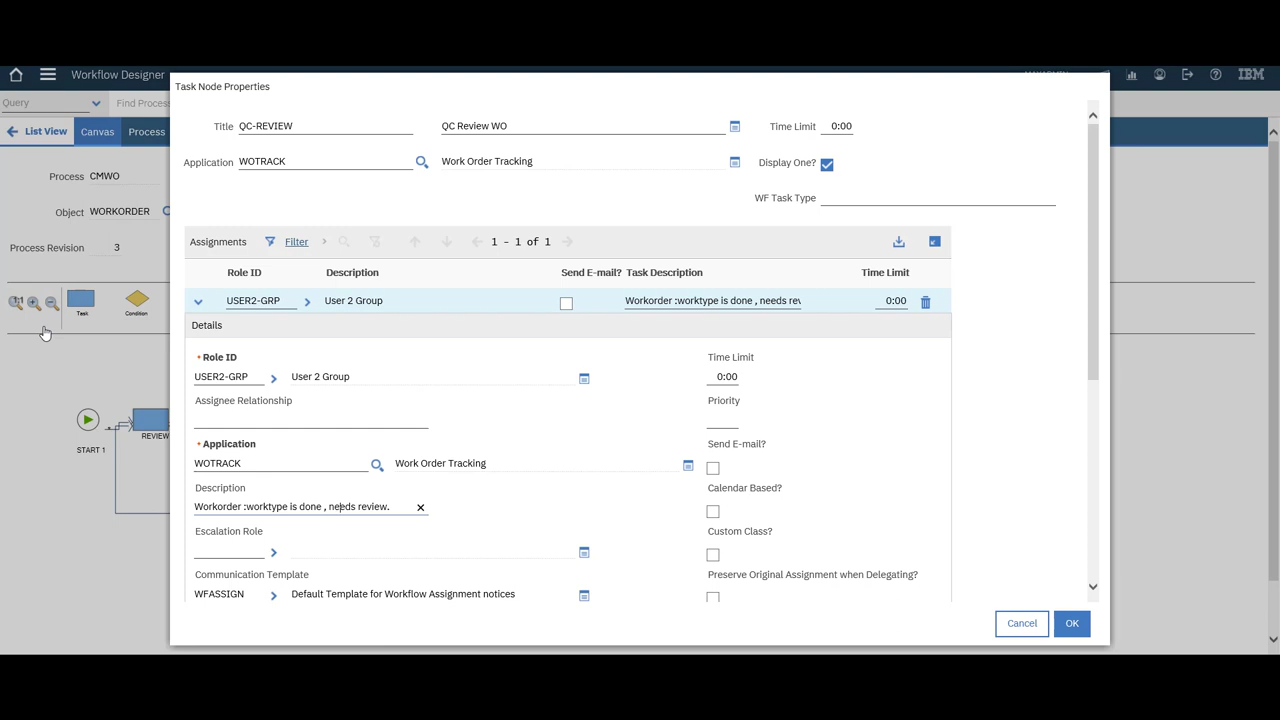 Workflow Designer
IBM
Query
Find Proces
List View
Canvas
Process
Process CMWO
Object WORKORDER
Process Revision 3
1:1
Task
Condition
START 1
REVIEW
Task Node Properties
Title QC-REVIEW QC Review WO Time Limit 0:00
Application WOTRACK Work Order Tracking Display One?
WF Task Type
Assignments Filter 1 - 1 of 1
Role ID Description Send E-mail? Task Description Time Limit
USER2-GRP User 2 Group Workorder :worktype is done , needs rev 0:00
Details
* Role ID Time Limit
USER2-GRP User 2 Group 0:00
Assignee Relationship Priority
* Application Send E-mail?
WOTRACK Work Order Tracking
Description Calendar Based?
Workorder :worktype is done , needs review.
Escalation Role Custom Class?
Communication Template Preserve Original Assignment when Delegating?
WFASSIGN Default Template for Workflow Assignment notices
Cancel OK